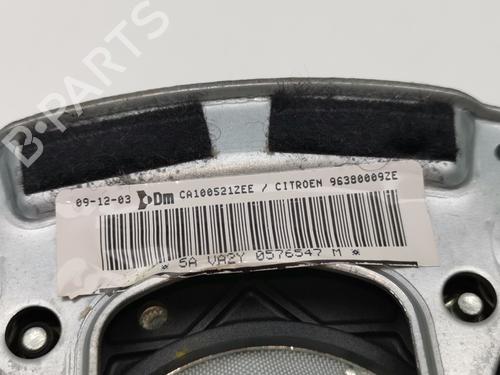 B-PARTS
09-12-03 Dm CA100521ZEE / CITROEN 96380009ZE
* 5A VA2Y 0576547 M *